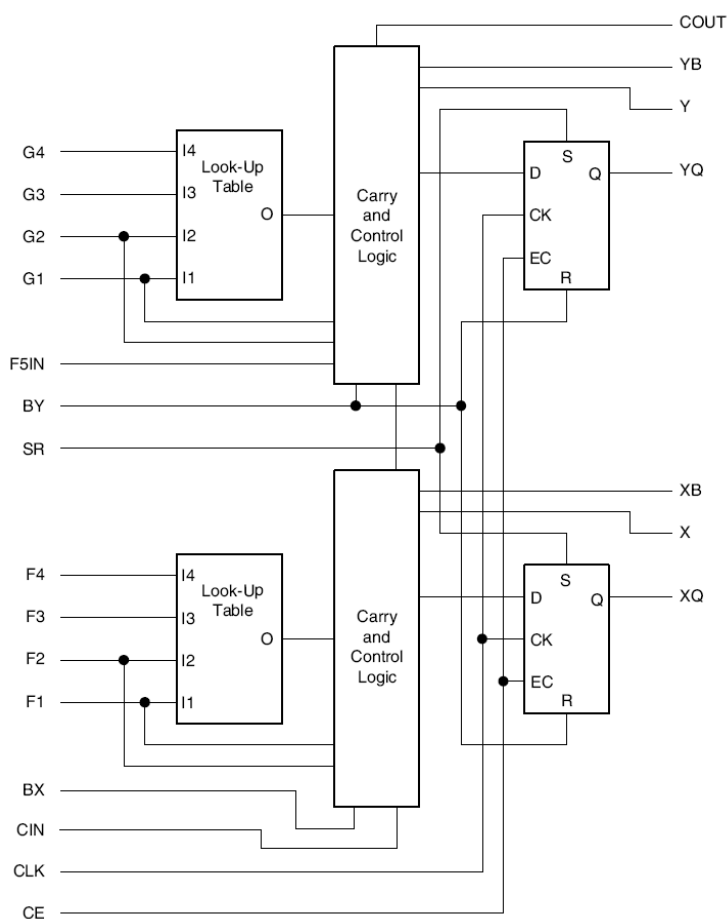 COUT
YB
Y
G4
I4
Look-Up
Table
S
D
Q
YQ
G3
I3
O
Carry
and
Control
Logic
CK
G2
I2
EC
G1
I1
R
F5IN
BY
SR
XB
X
F4
I4
Look-Up
Table
S
D
Q
XQ
F3
I3
O
Carry
and
Control
Logic
CK
F2
I2
EC
F1
I1
R
BX
CIN
CLK
CE